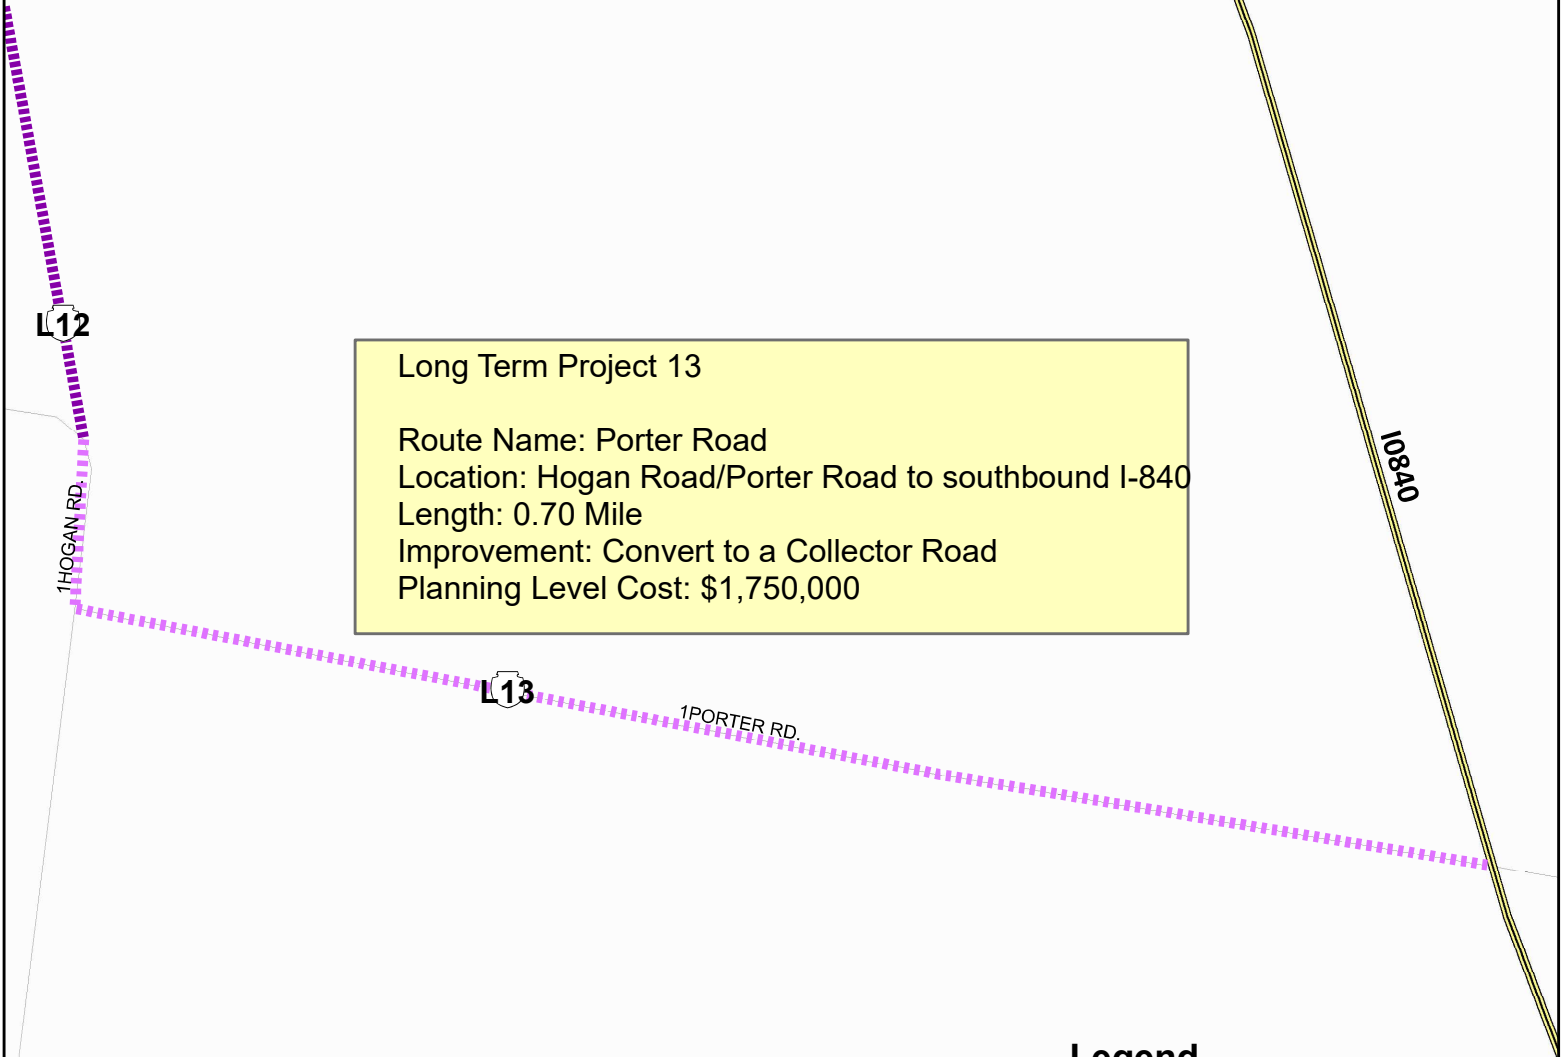 L12
Long Term Project 13
Route Name: Porter Road
Location: Hogan Road/Porter Road to southbound I-840
Length: 0.70 Mile
Improvement: Convert to a Collector Road
Planning Level Cost: $1,750,000
I0840
1HOGAN RD.
L13
1PORTER RD.
Legend